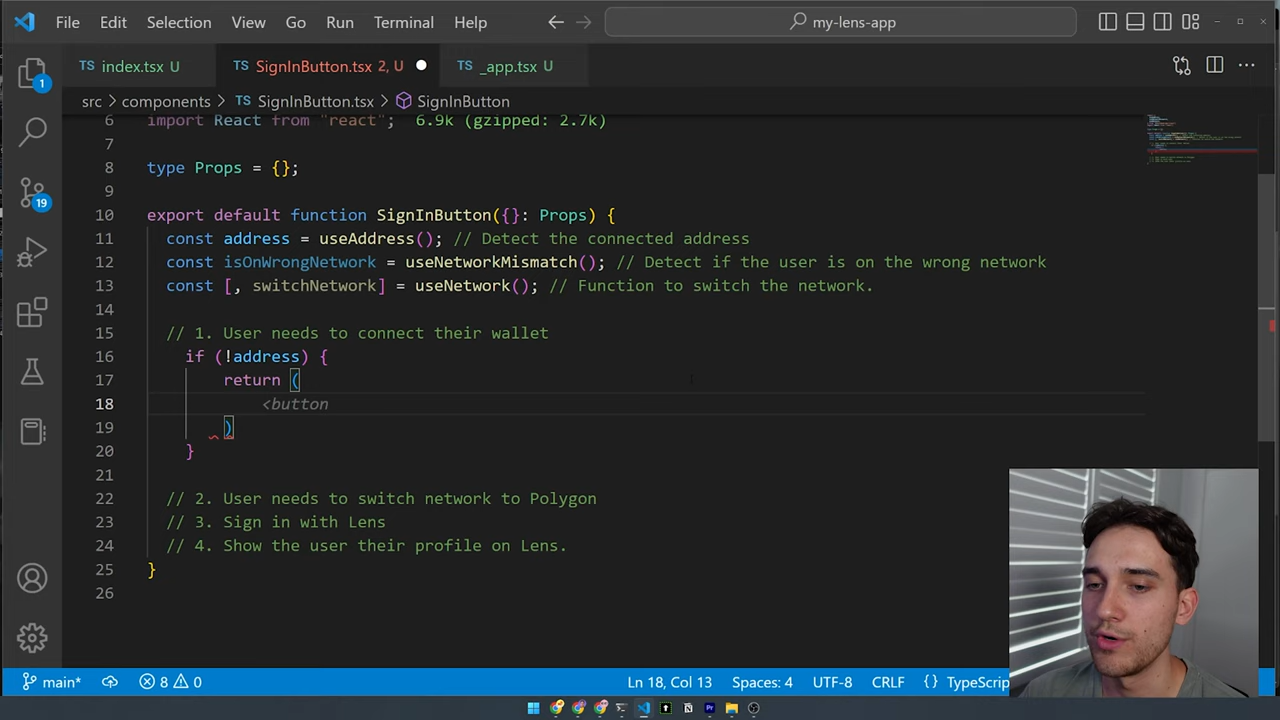 File Edit Selection View Go Run Terminal Help my-lens-app
TS index.tsx U TS SignInButton.tsx 2, U TS _app.tsx U
src > components > TS SignInButton.tsx > SignInButton
6 import React from "react"; 6.9k (gzipped: 2.7k)
7
8 type Props = {};
9
10 export default function SignInButton({}: Props) {
11 const address = useAddress(); // Detect the connected address
12 const isOnWrongNetwork = useNetworkMismatch(); // Detect if the user is on the wrong network
13 const [, switchNetwork] = useNetwork(); // Function to switch the network.
14
15 // 1. User needs to connect their wallet
16 if (!address) {
17 return (
18 <button
19 )
20 }
21
22 // 2. User needs to switch network to Polygon
23 // 3. Sign in with Lens
24 // 4. Show the user their profile on Lens.
25 }
26
1
19
main* 8 0 Ln 18, Col 13 Spaces: 4 UTF-8 CRLF {} TypeScrip